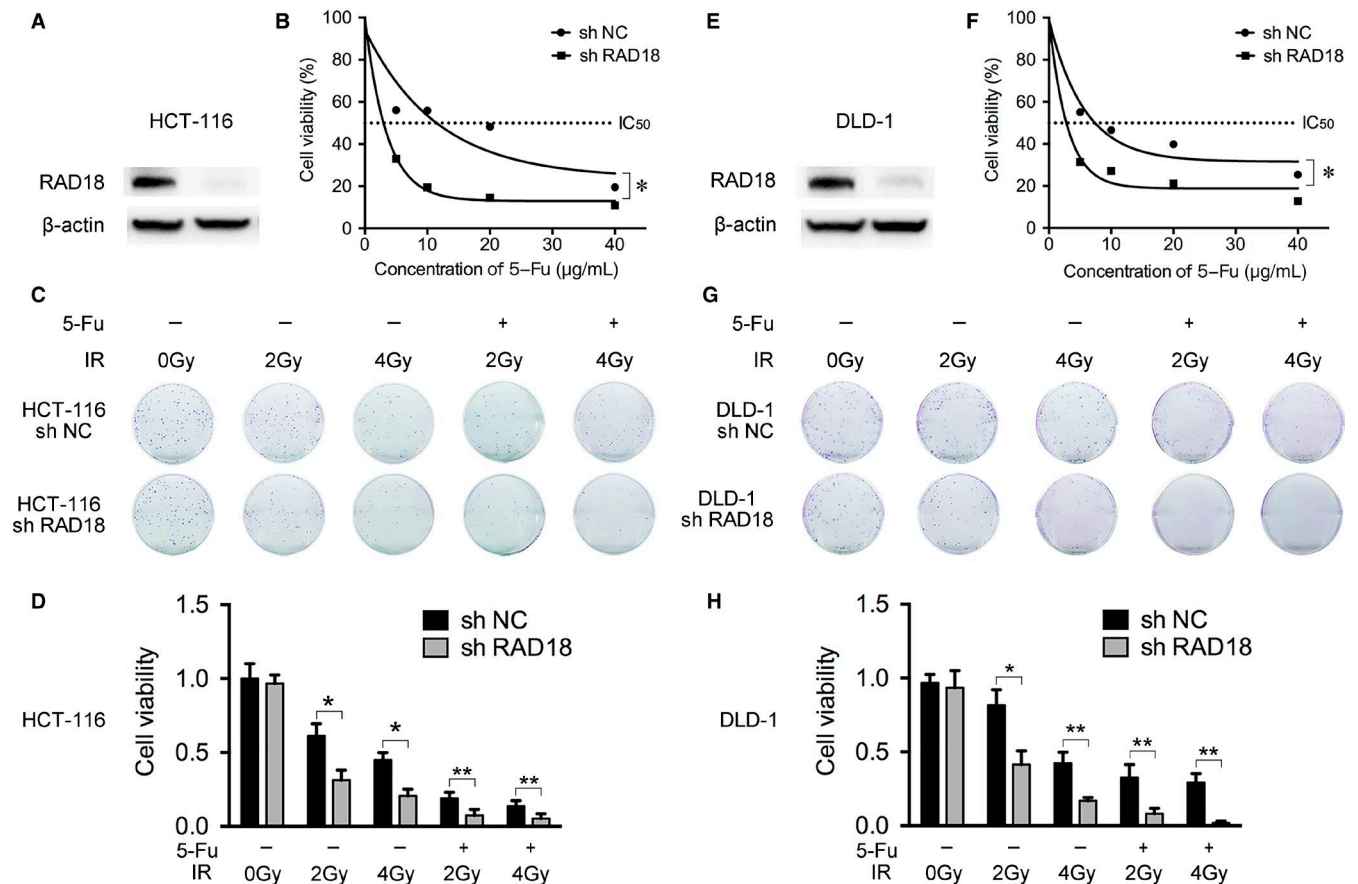 A
HCT-116
RAD18
β-actin
B
Cell viability (%)
100
80
60
40
20
0
0 10 20 30 40
Concentration of 5–Fu (μg/mL)
sh NC
sh RAD18
IC50
*
E
DLD-1
RAD18
β-actin
F
Cell viability (%)
100
80
60
40
20
0
0 10 20 30 40
Concentration of 5–Fu (μg/mL)
sh NC
sh RAD18
IC50
*
C
5-Fu – – – + +
IR 0Gy 2Gy 4Gy 2Gy 4Gy
HCT-116
sh NC
HCT-116
sh RAD18
G
5-Fu – – – + +
IR 0Gy 2Gy 4Gy 2Gy 4Gy
DLD-1
sh NC
DLD-1
sh RAD18
D
HCT-116
Cell viability
1.5
1.0
0.5
0.0
sh NC
sh RAD18
* * ** **
5-Fu – – – + +
IR 0Gy 2Gy 4Gy 2Gy 4Gy
H
DLD-1
Cell viability
1.5
1.0
0.5
0.0
sh NC
sh RAD18
* ** ** **
5-Fu – – – + +
IR 0Gy 2Gy 4Gy 2Gy 4Gy